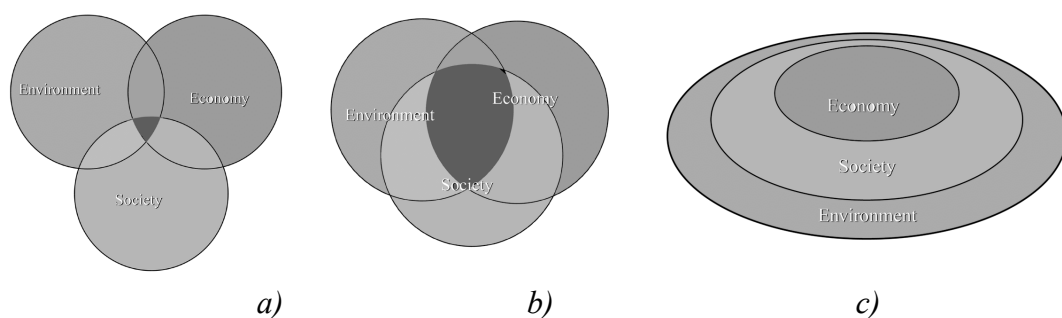 Environment
Economy
Society
a)
Environment
Economy
Society
b)
Economy
Society
Environment
c)